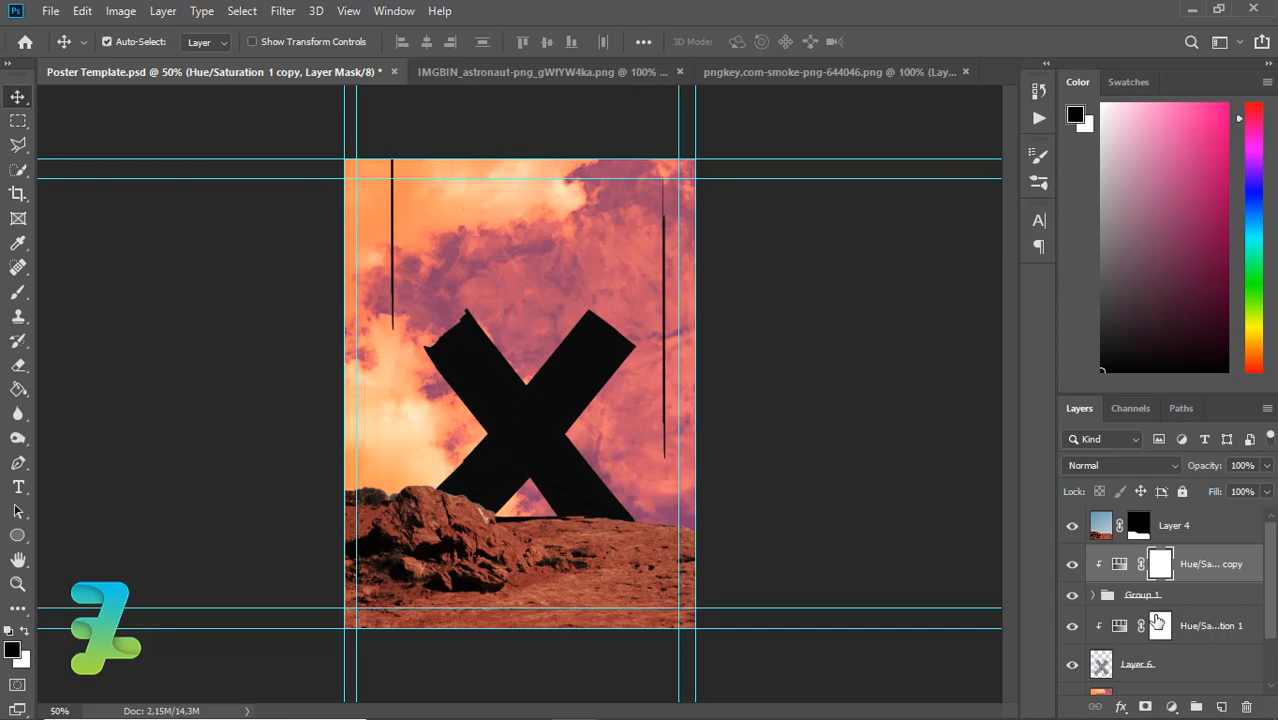 Ps File Edit Image Layer Type Select Filter 3D View Window Help
Auto-Select: Layer Show Transform Controls 3D Mode:
Poster Template.psd @ 50% (Hue/Saturation 1 copy, Layer Mask/8) * IMGBIN_astronaut-png_gWfYW4ka.png @ 100% ... pngkey.com-smoke-png-644046.png @ 100% (Lay...
Color Swatches
Layers Channels Paths
Kind
Normal Opacity: 100%
Lock: Fill: 100%
Layer 4
Hue/Sa... copy
Group 1
Hue/Sa...tion 1
Layer 6
50% Doc: 2,15M/14,3M